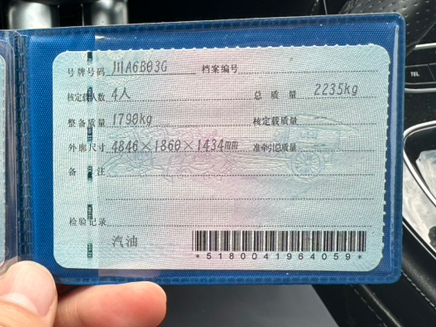 号牌号码 川A6B03G 档案编号
核定载人数 4人 总质量 2235kg
整备质量 1790kg 核定载质量 --
外廓尺寸 4846×1860×1434mm 准牵引总质量 --
备注
检验记录
汽油
*5180041964059*